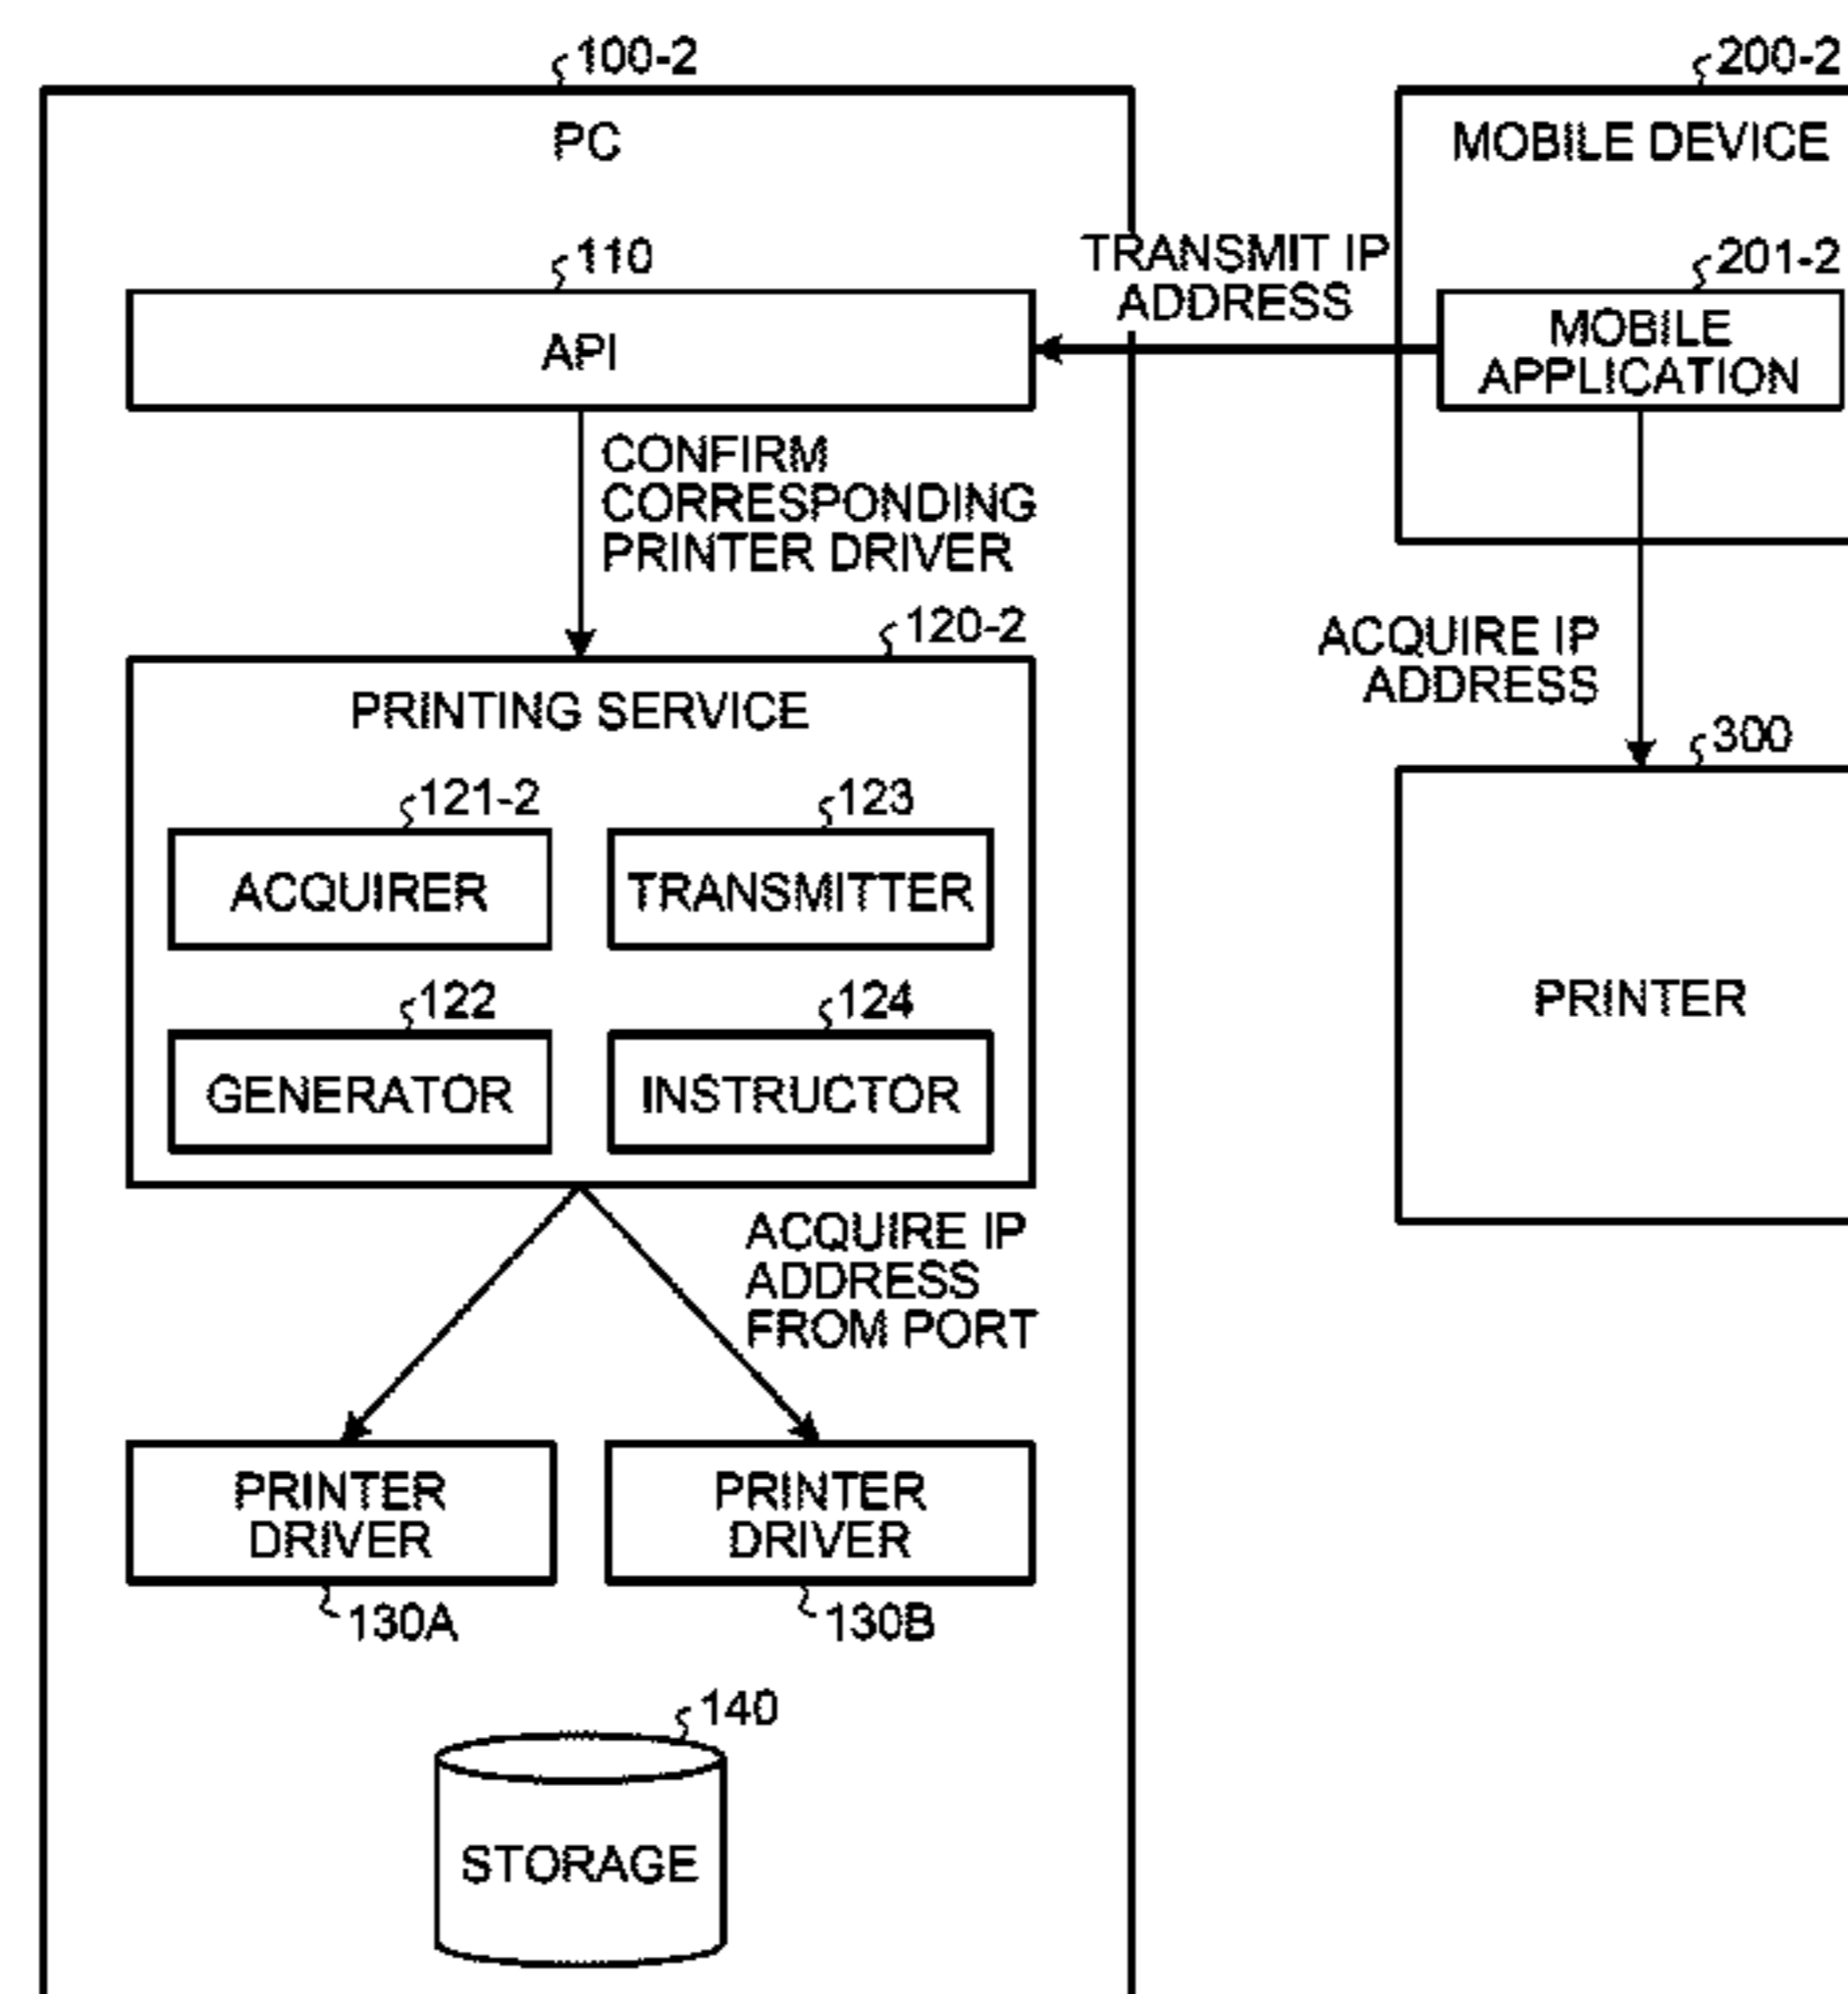 100-2
PC
110
API
CONFIRM
CORRESPONDING
PRINTER DRIVER
120-2
PRINTING SERVICE
121-2
ACQUIRER
123
TRANSMITTER
122
GENERATOR
124
INSTRUCTOR
ACQUIRE IP
ADDRESS
FROM PORT
PRINTER
DRIVER
130A
PRINTER
DRIVER
130B
140
STORAGE
TRANSMIT IP
ADDRESS
200-2
MOBILE DEVICE
201-2
MOBILE
APPLICATION
ACQUIRE IP
ADDRESS
300
PRINTER